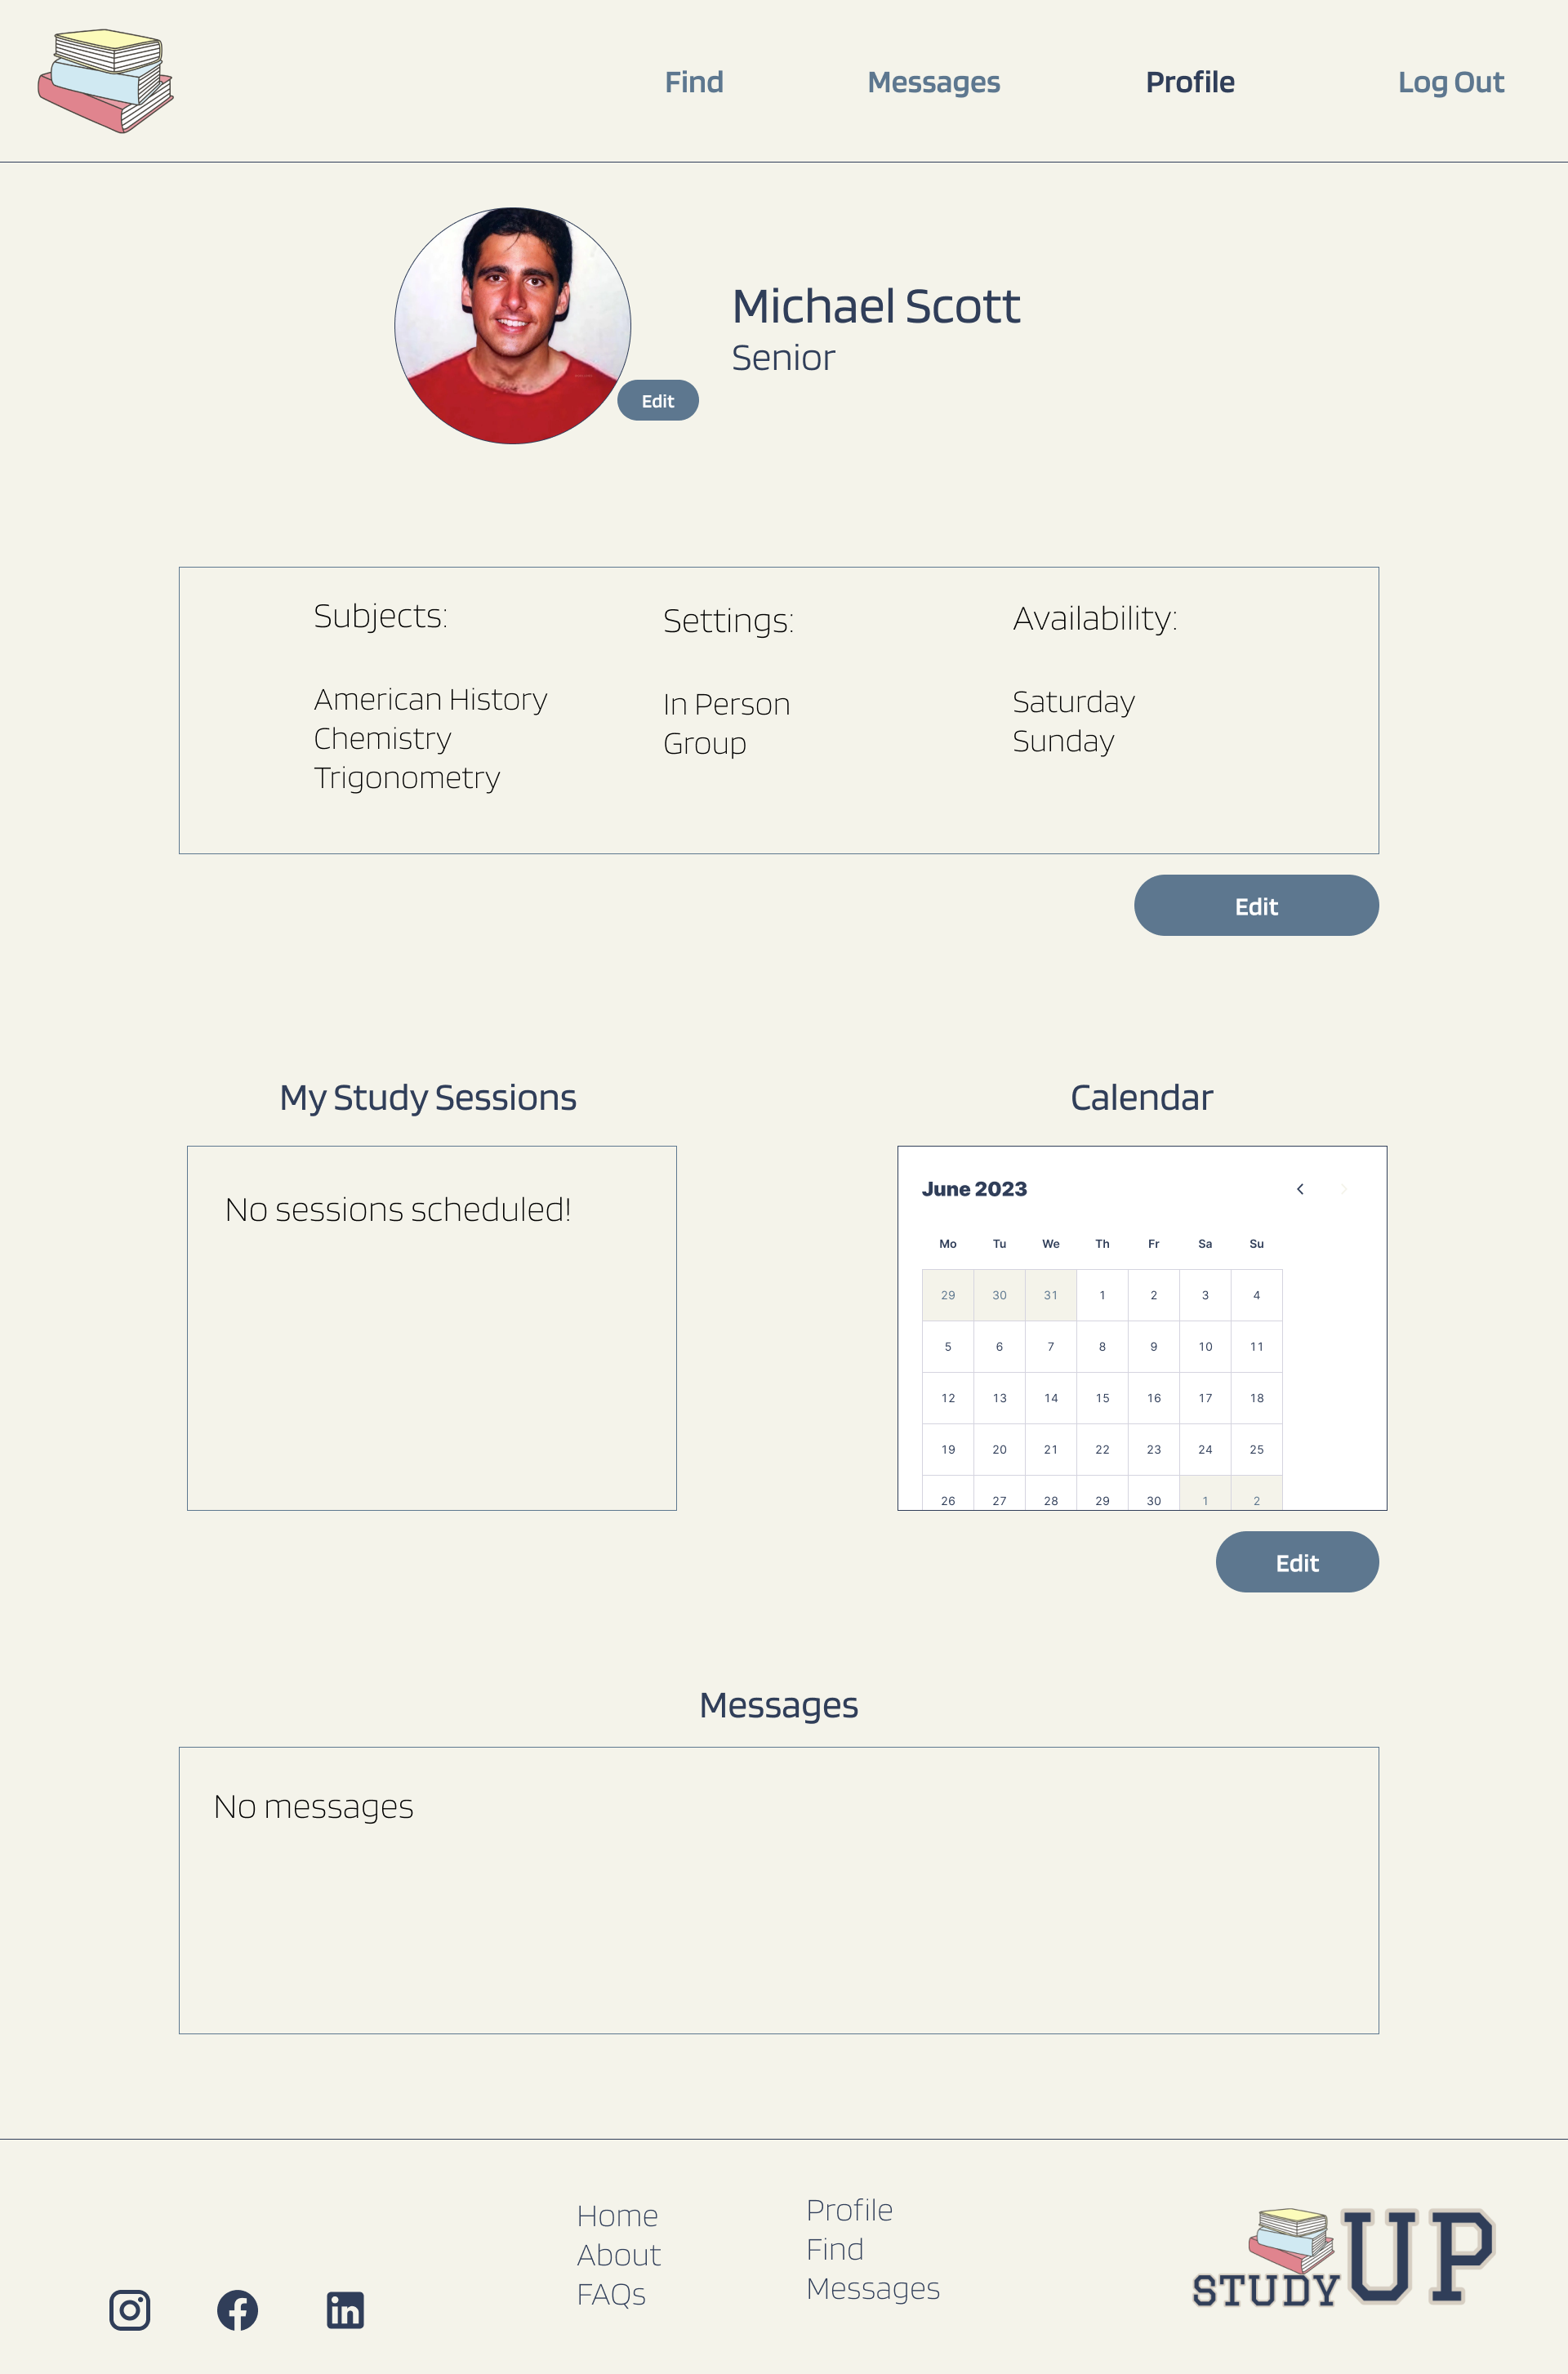 Find Messages Profile Log Out
Michael Scott
Senior
Edit
Subjects:
American History
Chemistry
Trigonometry
Settings:
In Person
Group
Availability:
Saturday
Sunday
Edit
My Study Sessions
No sessions scheduled!
Calendar
June 2023
Mo Tu We Th Fr Sa Su
29 30 31 1 2 3 4
5 6 7 8 9 10 11
12 13 14 15 16 17 18
19 20 21 22 23 24 25
26 27 28 29 30 1 2
Edit
Messages
No messages
Home
About
FAQs
Profile
Find
Messages
in
STUDY UP